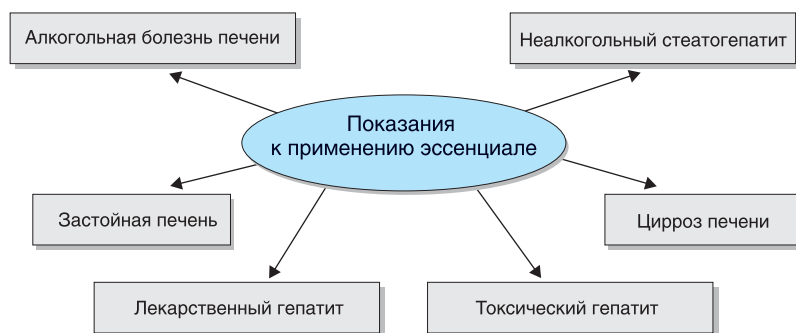 Алкогольная болезнь печени
Неалкогольный стеатогепатит
Показания
к применению эссенциале
Застойная печень
Цирроз печени
Лекарственный гепатит
Токсический гепатит